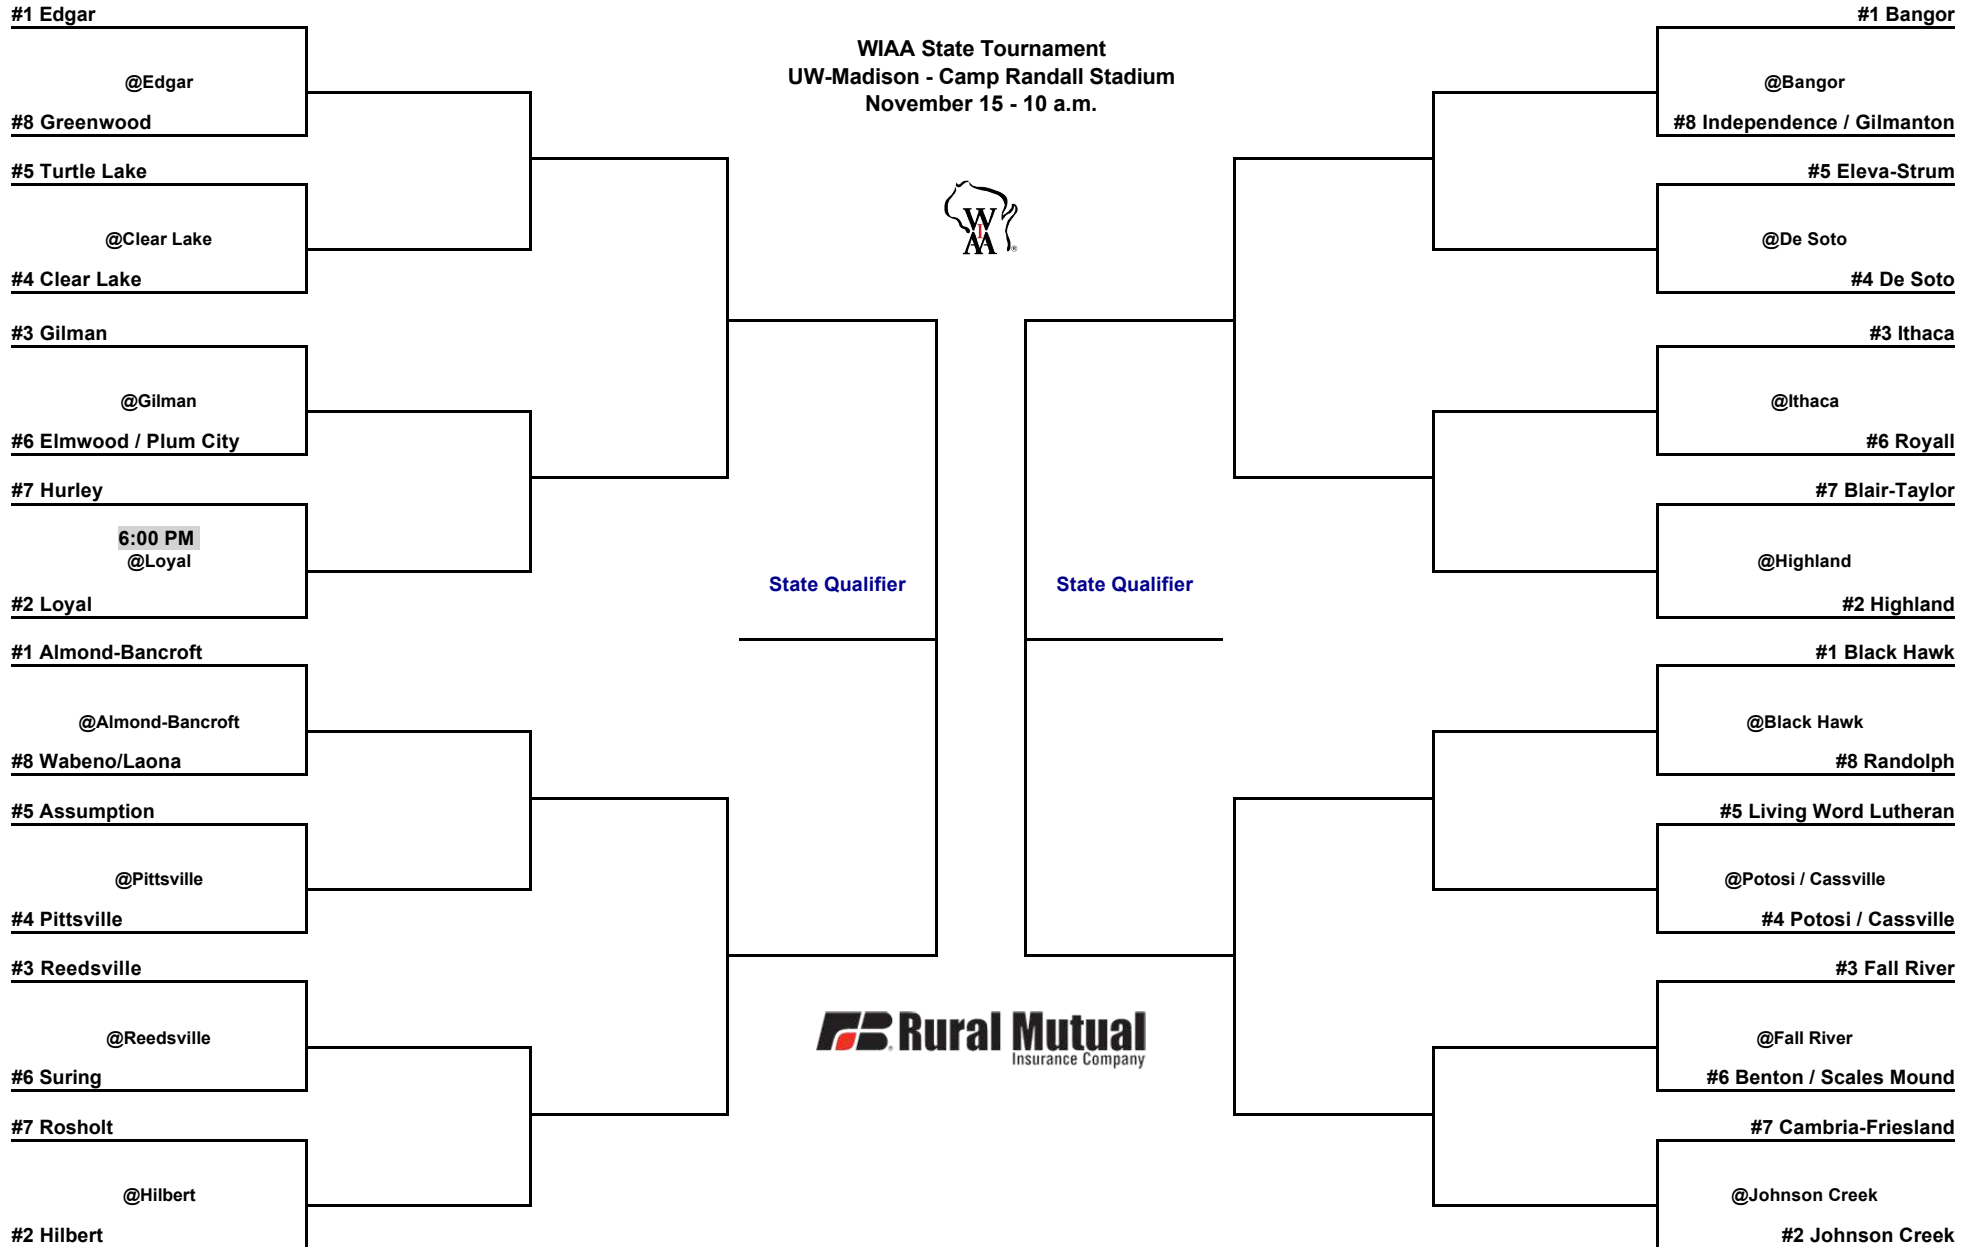 #1 Edgar
@Edgar
#8 Greenwood
#5 Turtle Lake
@Clear Lake
#4 Clear Lake
#3 Gilman
@Gilman
#6 Elmwood / Plum City
#7 Hurley
6:00 PM
@Loyal
#2 Loyal
#1 Almond-Bancroft
@Almond-Bancroft
#8 Wabeno/Laona
#5 Assumption
@Pittsville
#4 Pittsville
#3 Reedsville
@Reedsville
#6 Suring
#7 Rosholt
@Hilbert
#2 Hilbert
WIAA State Tournament
UW-Madison - Camp Randall Stadium
November 15 - 10 a.m.
W
I
AA
®
State Qualifier
State Qualifier
FB Rural Mutual
Insurance Company
#1 Bangor
@Bangor
#8 Independence / Gilmanton
#5 Eleva-Strum
@De Soto
#4 De Soto
#3 Ithaca
@Ithaca
#6 Royall
#7 Blair-Taylor
@Highland
#2 Highland
#1 Black Hawk
@Black Hawk
#8 Randolph
#5 Living Word Lutheran
@Potosi / Cassville
#4 Potosi / Cassville
#3 Fall River
@Fall River
#6 Benton / Scales Mound
#7 Cambria-Friesland
@Johnson Creek
#2 Johnson Creek